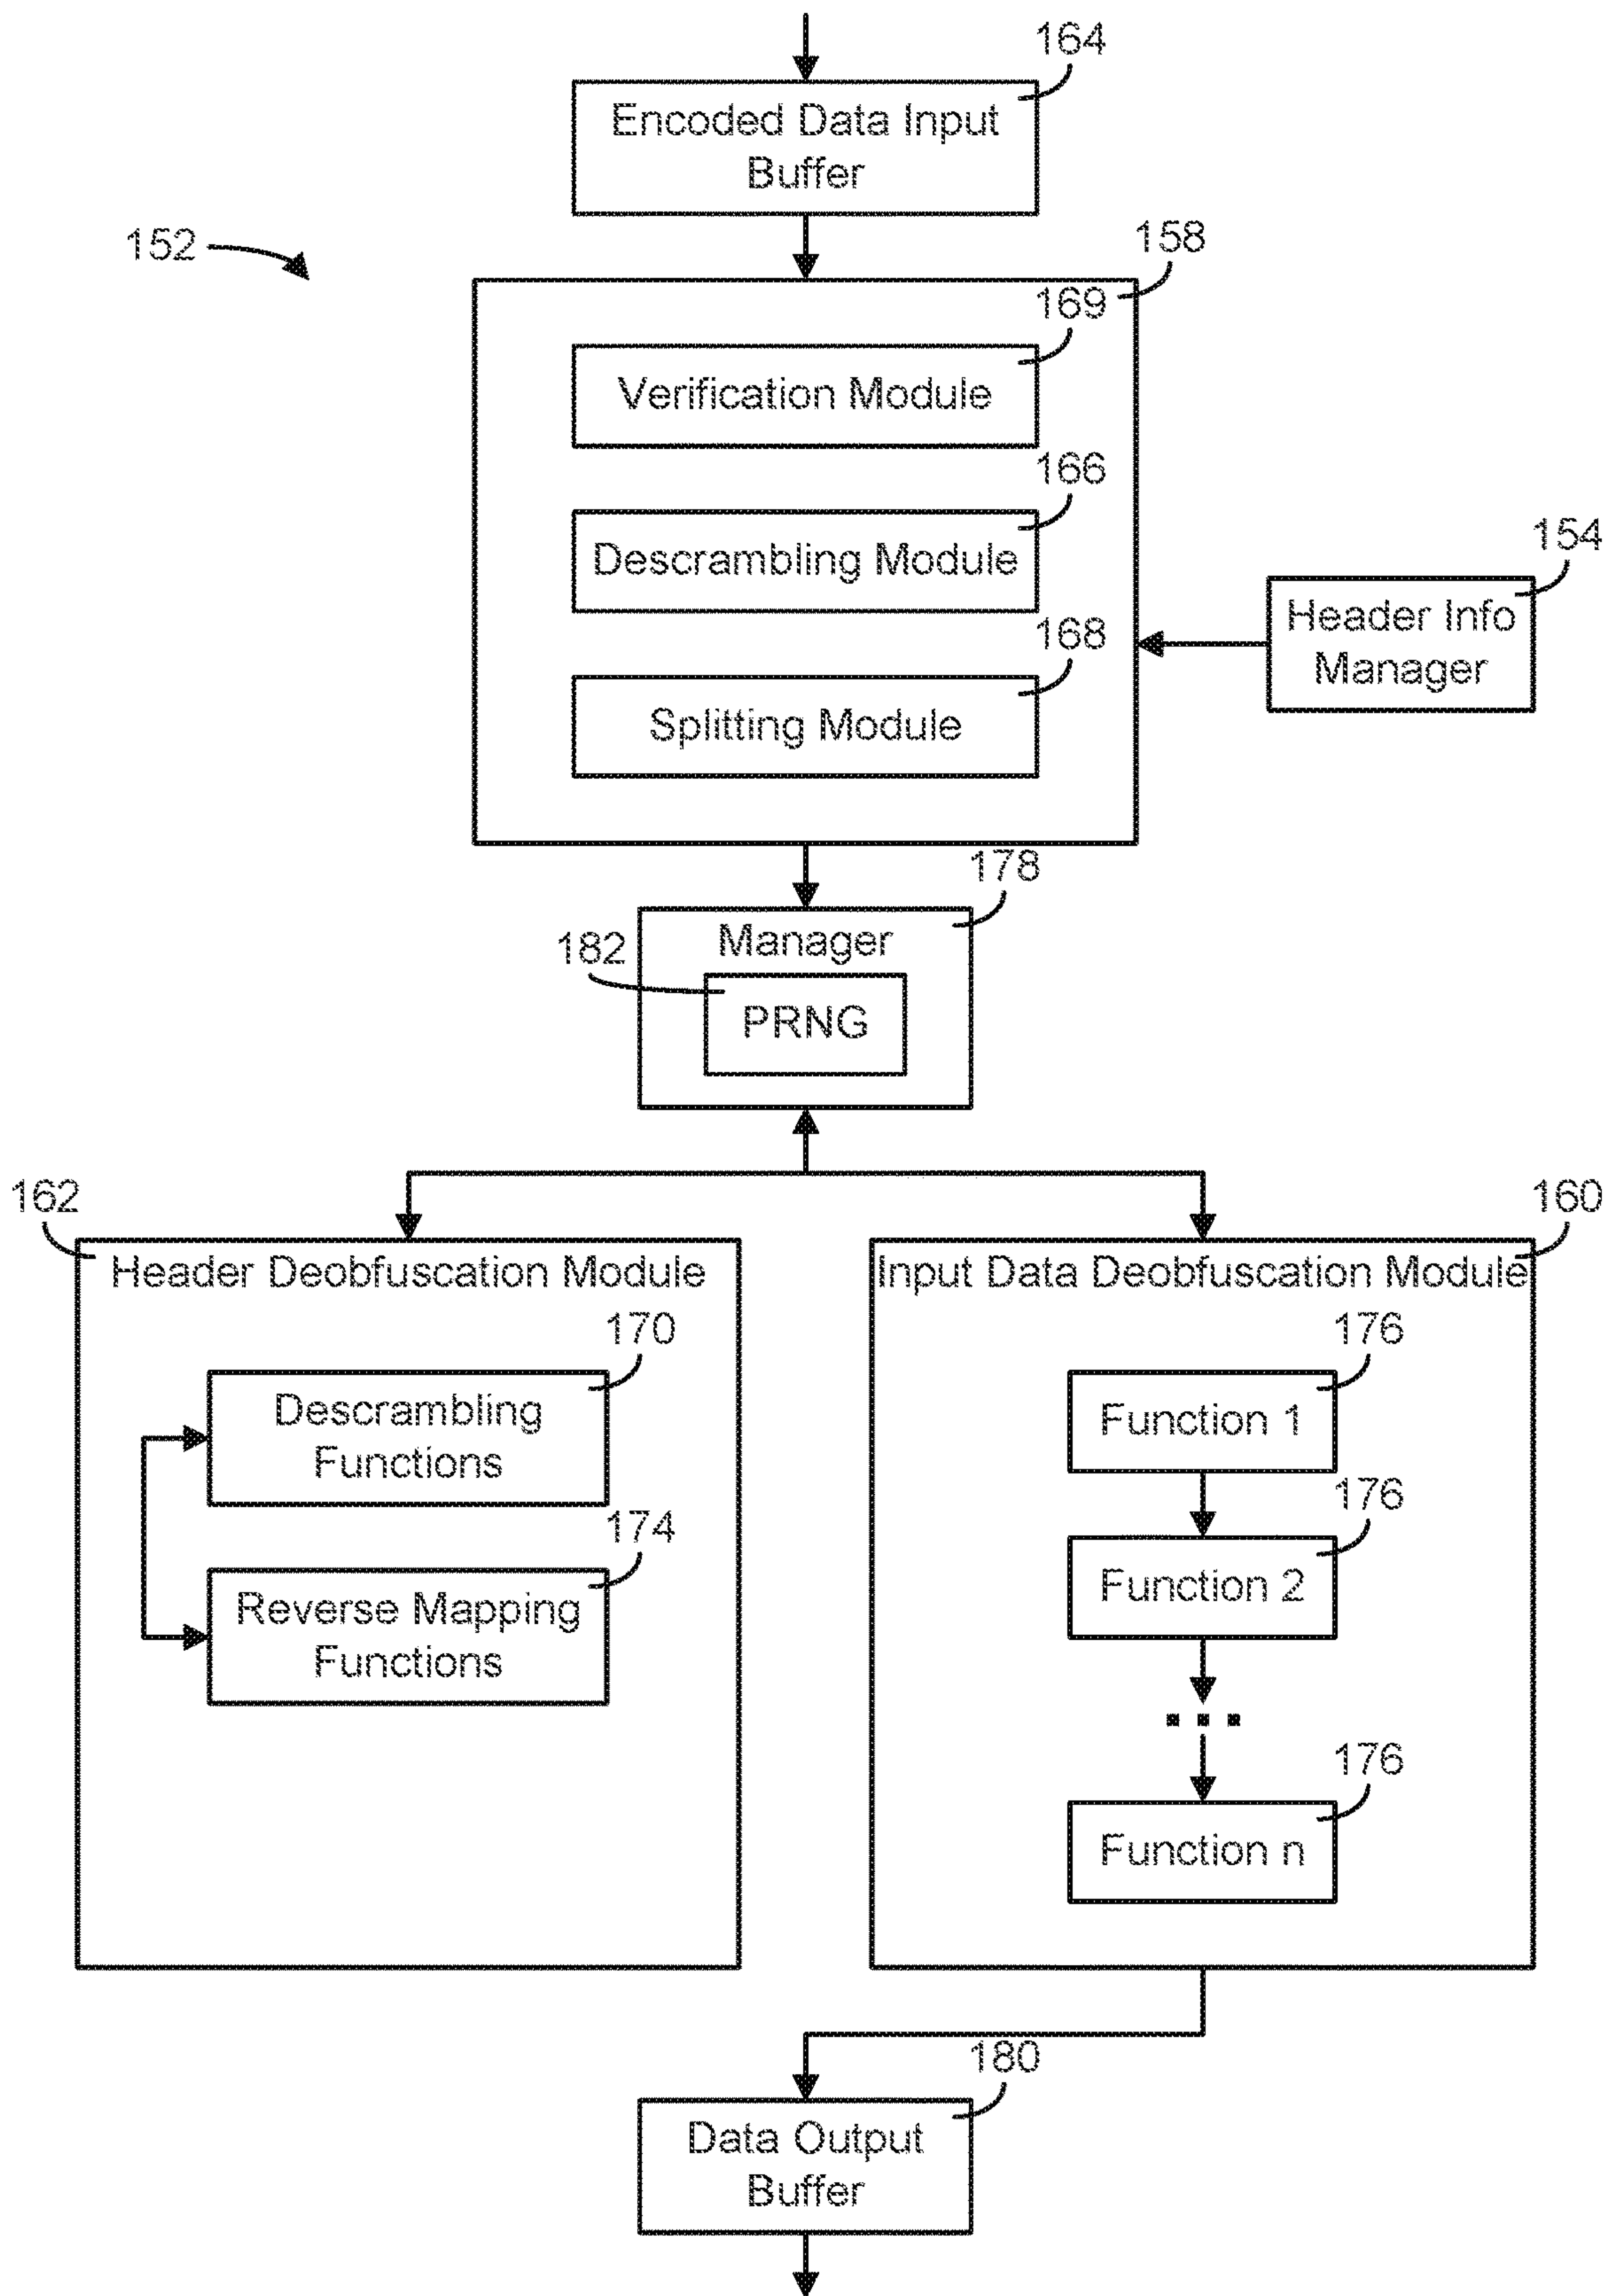 164
Encoded Data Input
Buffer
152
158
169
Verification Module
166
Descrambling Module
154
Header Info
Manager
168
Splitting Module
178
Manager
182
PRNG
162
Header Deobfuscation Module
160
Input Data Deobfuscation Module
170
Descrambling
Functions
174
Reverse Mapping
Functions
176
Function 1
176
Function 2
176
Function n
180
Data Output
Buffer